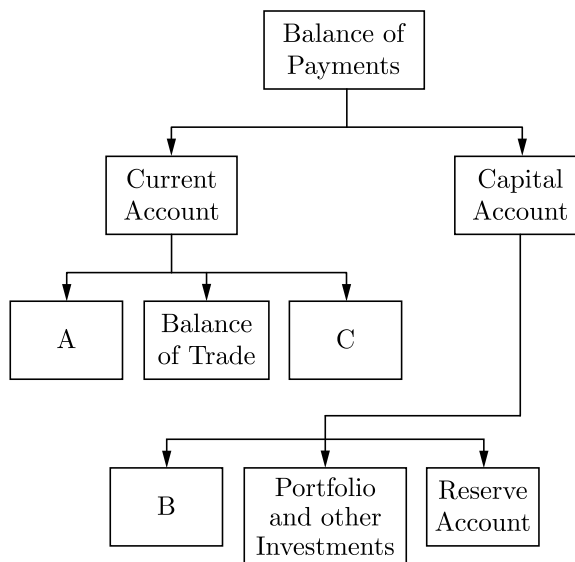 Balance of
Payments
Current
Account
Capital
Account
A
Balance
of Trade
C
B
Portfolio
and other
Investments
Reserve
Account